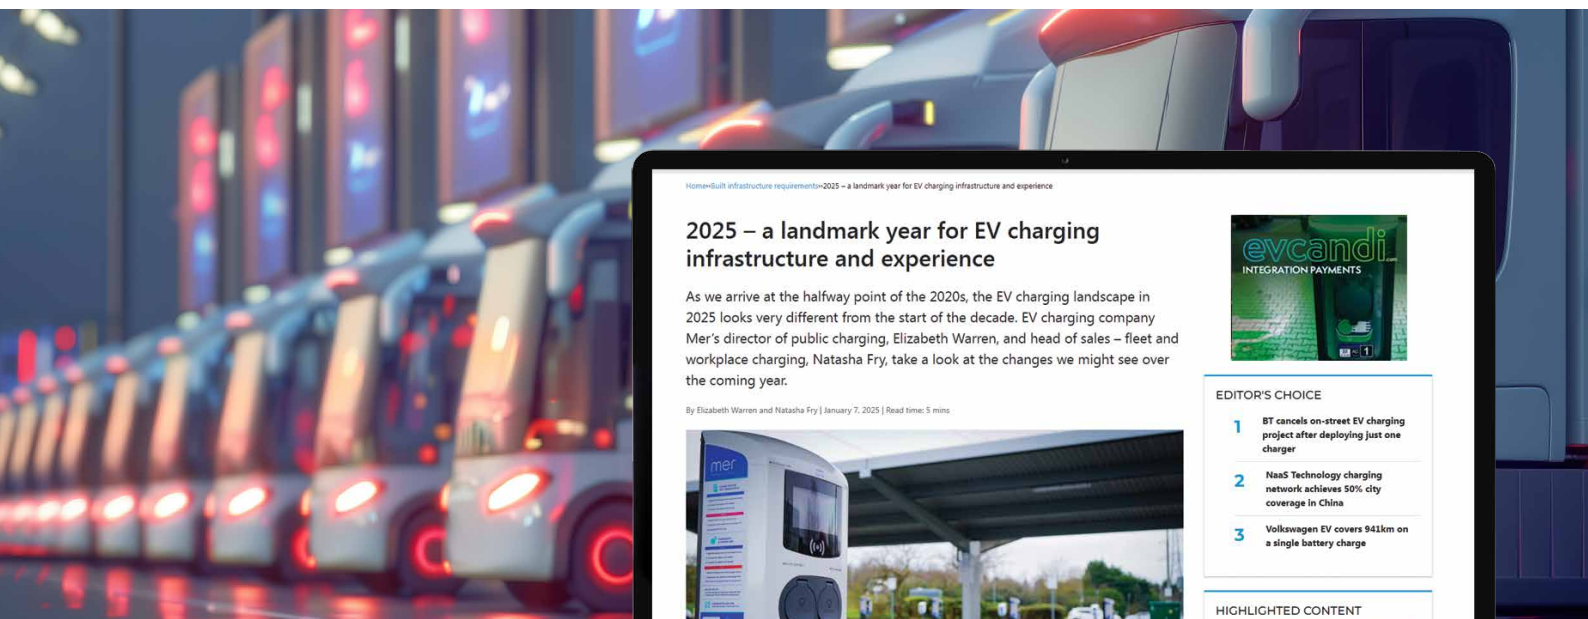 Home»Built infrastructure requirements»2025 – a landmark year for EV charging infrastructure and experience
2025 – a landmark year for EV charging
infrastructure and experience
As we arrive at the halfway point of the 2020s, the EV charging landscape in
2025 looks very different from the start of the decade. EV charging company
Mer's director of public charging, Elizabeth Warren, and head of sales – fleet and
workplace charging, Natasha Fry, take a look at the changes we might see over
the coming year.
By Elizabeth Warren and Natasha Fry | January 7, 2025 | Read time: 5 mins
mer
evcandi.com
INTEGRATION PAYMENTS
1
EDITOR'S CHOICE
1 BT cancels on-street EV charging
project after deploying just one
charger
2 NaaS Technology charging
network achieves 50% city
coverage in China
3 Volkswagen EV covers 941km on
a single battery charge
HIGHLIGHTED CONTENT